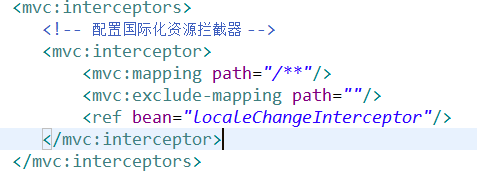 <mvc:interceptors>
<!-- 配置国际化资源拦截器 -->
<mvc:interceptor>
<mvc:mapping path="/**"/>
<mvc:exclude-mapping path=""/>
<ref bean="localeChangeInterceptor"/>
</mvc:interceptor>
</mvc:interceptors>